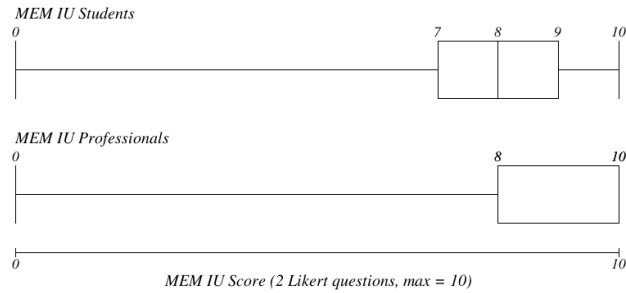 MEM IU Students
0 7 8 9 10
MEM IU Professionals
0 8 10
0 10
MEM IU Score (2 Likert questions, max = 10)